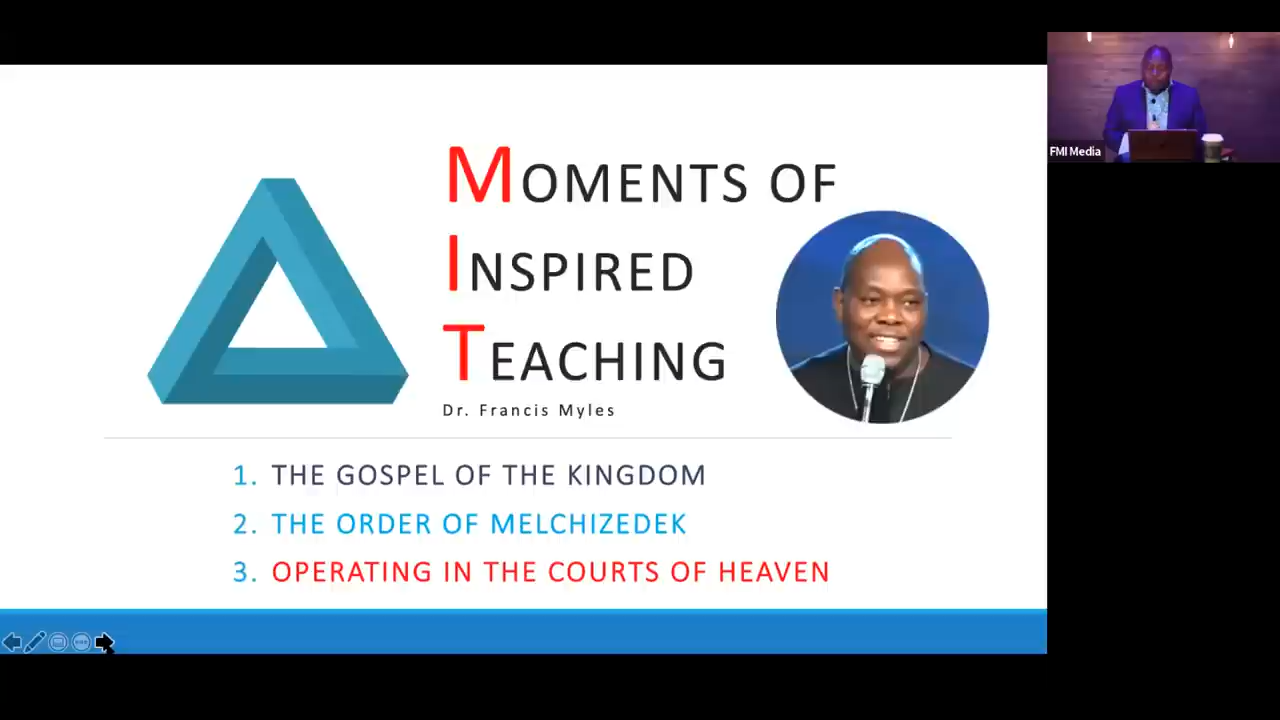 MOMENTS OF
INSPIRED
TEACHING
Dr. Francis Myles
1. THE GOSPEL OF THE KINGDOM
2. THE ORDER OF MELCHIZEDEK
3. OPERATING IN THE COURTS OF HEAVEN
FMI Media